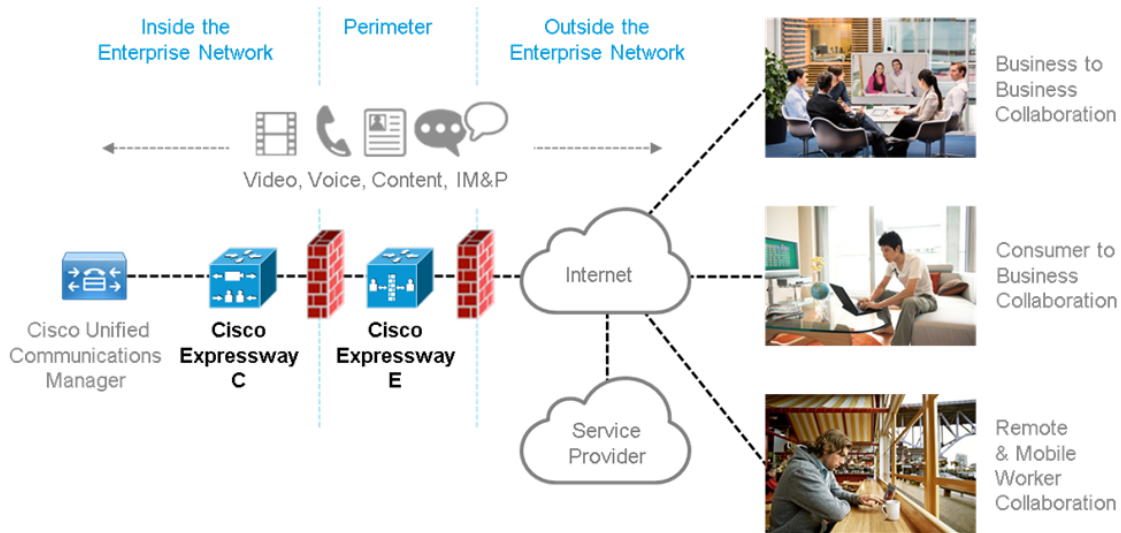 Inside the
Enterprise Network
Perimeter
Outside the
Enterprise Network
Video, Voice, Content, IM&P
Cisco Unified
Communications
Manager
Cisco
Expressway
C
Cisco
Expressway
E
Internet
Service
Provider
Business to
Business
Collaboration
Consumer to
Business
Collaboration
Remote
& Mobile
Worker
Collaboration